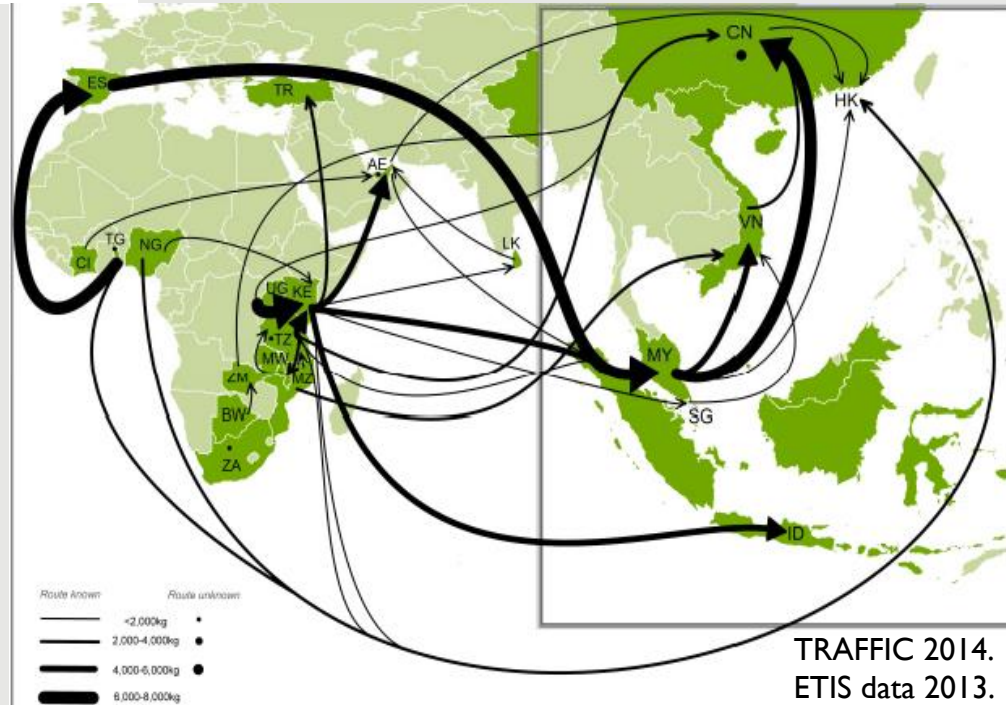 CN
ES
TR
HK
AE
TG
NG
CI
LK
VN
UG
KE
TZ
MW
MZ
ZM
MY
BW
SG
ZA
ID
Route known
Route unknown
<2,000kg
2,000-4,000kg
4,000-6,000kg
6,000-8,000kg
TRAFFIC 2014.
ETIS data 2013.